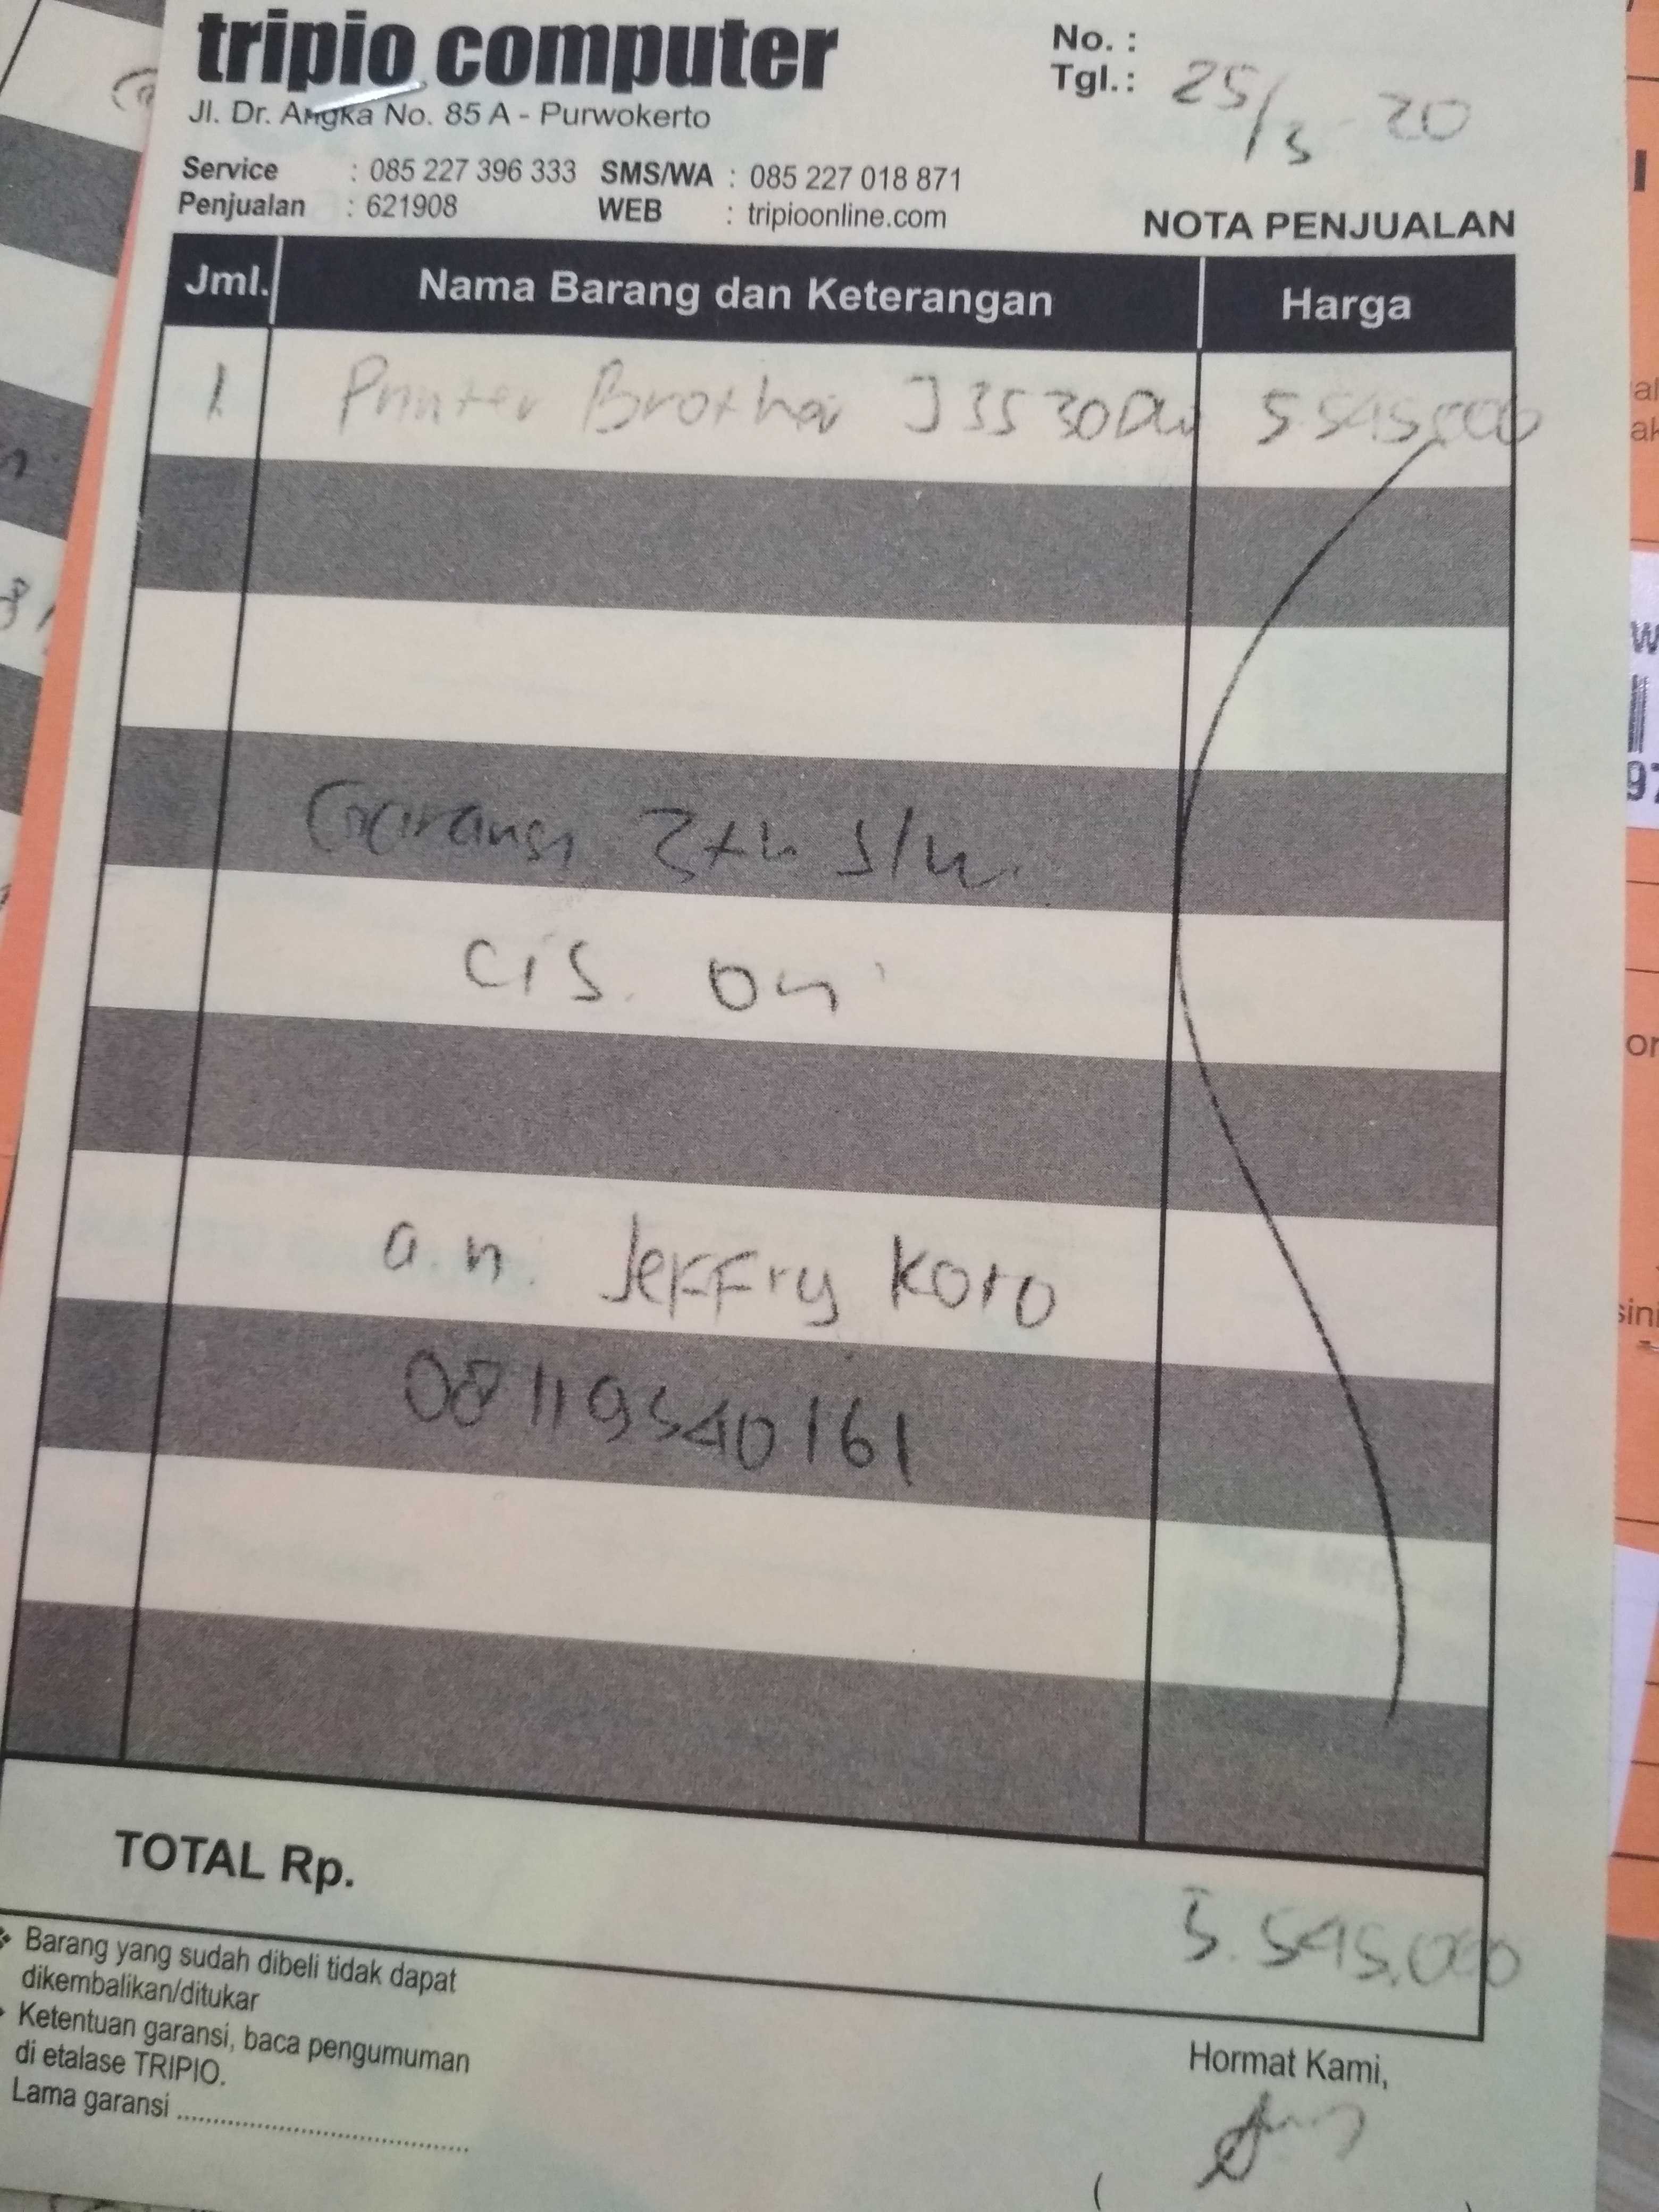 tripio computer
Jl. Dr. Angka No. 85 A - Purwokerto
No. :
Tgl.: 25/3-20
Service : 085 227 396 333 SMS/WA : 085 227 018 871
Penjualan : 621908 WEB : tripioonline.com
NOTA PENJUALAN
Jml. Nama Barang dan Keterangan Harga
1. Printer Brother J3530DW 5.545.000
Garansi 3th
CIS. Ori
a.n. Jeffry Koro
08119540161
TOTAL Rp. 5.545.000
Barang yang sudah dibeli tidak dapat
dikembalikan/ditukar
Ketentuan garansi, baca pengumuman
di etalase TRIPIO.
Lama garansi ........................................
Hormat Kami,